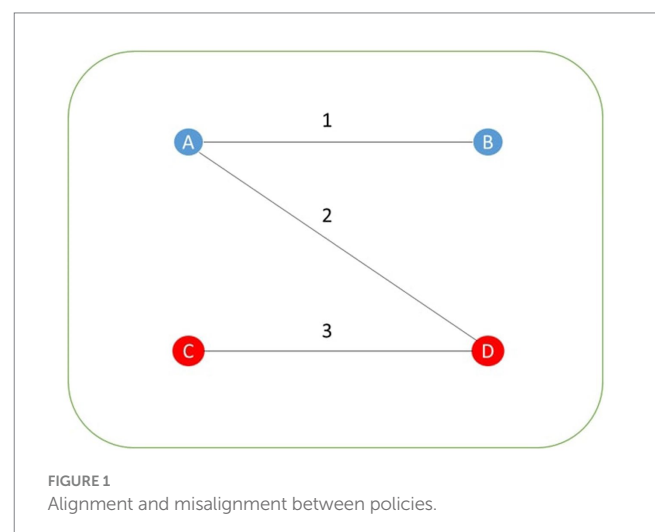 1
A
B
2
3
C
D
FIGURE 1
Alignment and misalignment between policies.